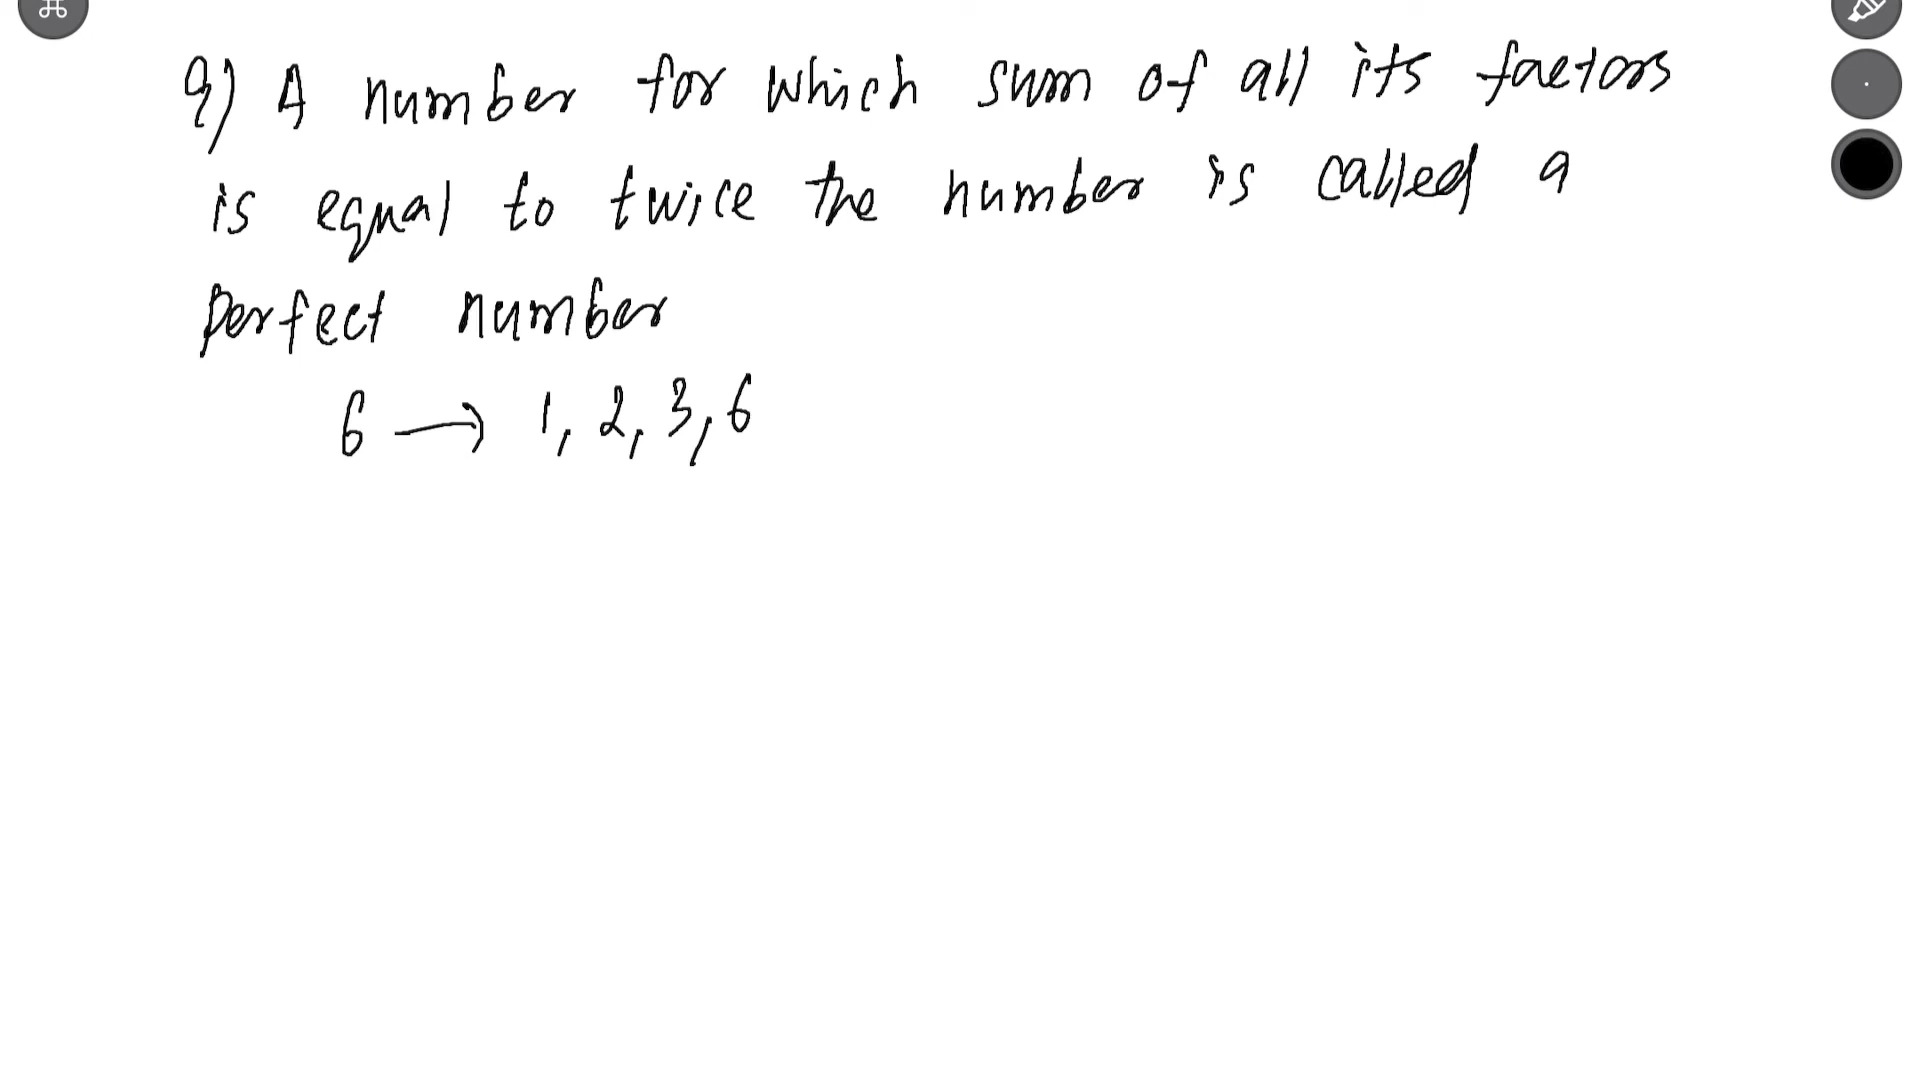 9) A number for which sum of all its factors
is equal to twice the number is called a
perfect number
6 → 1, 2, 3, 6